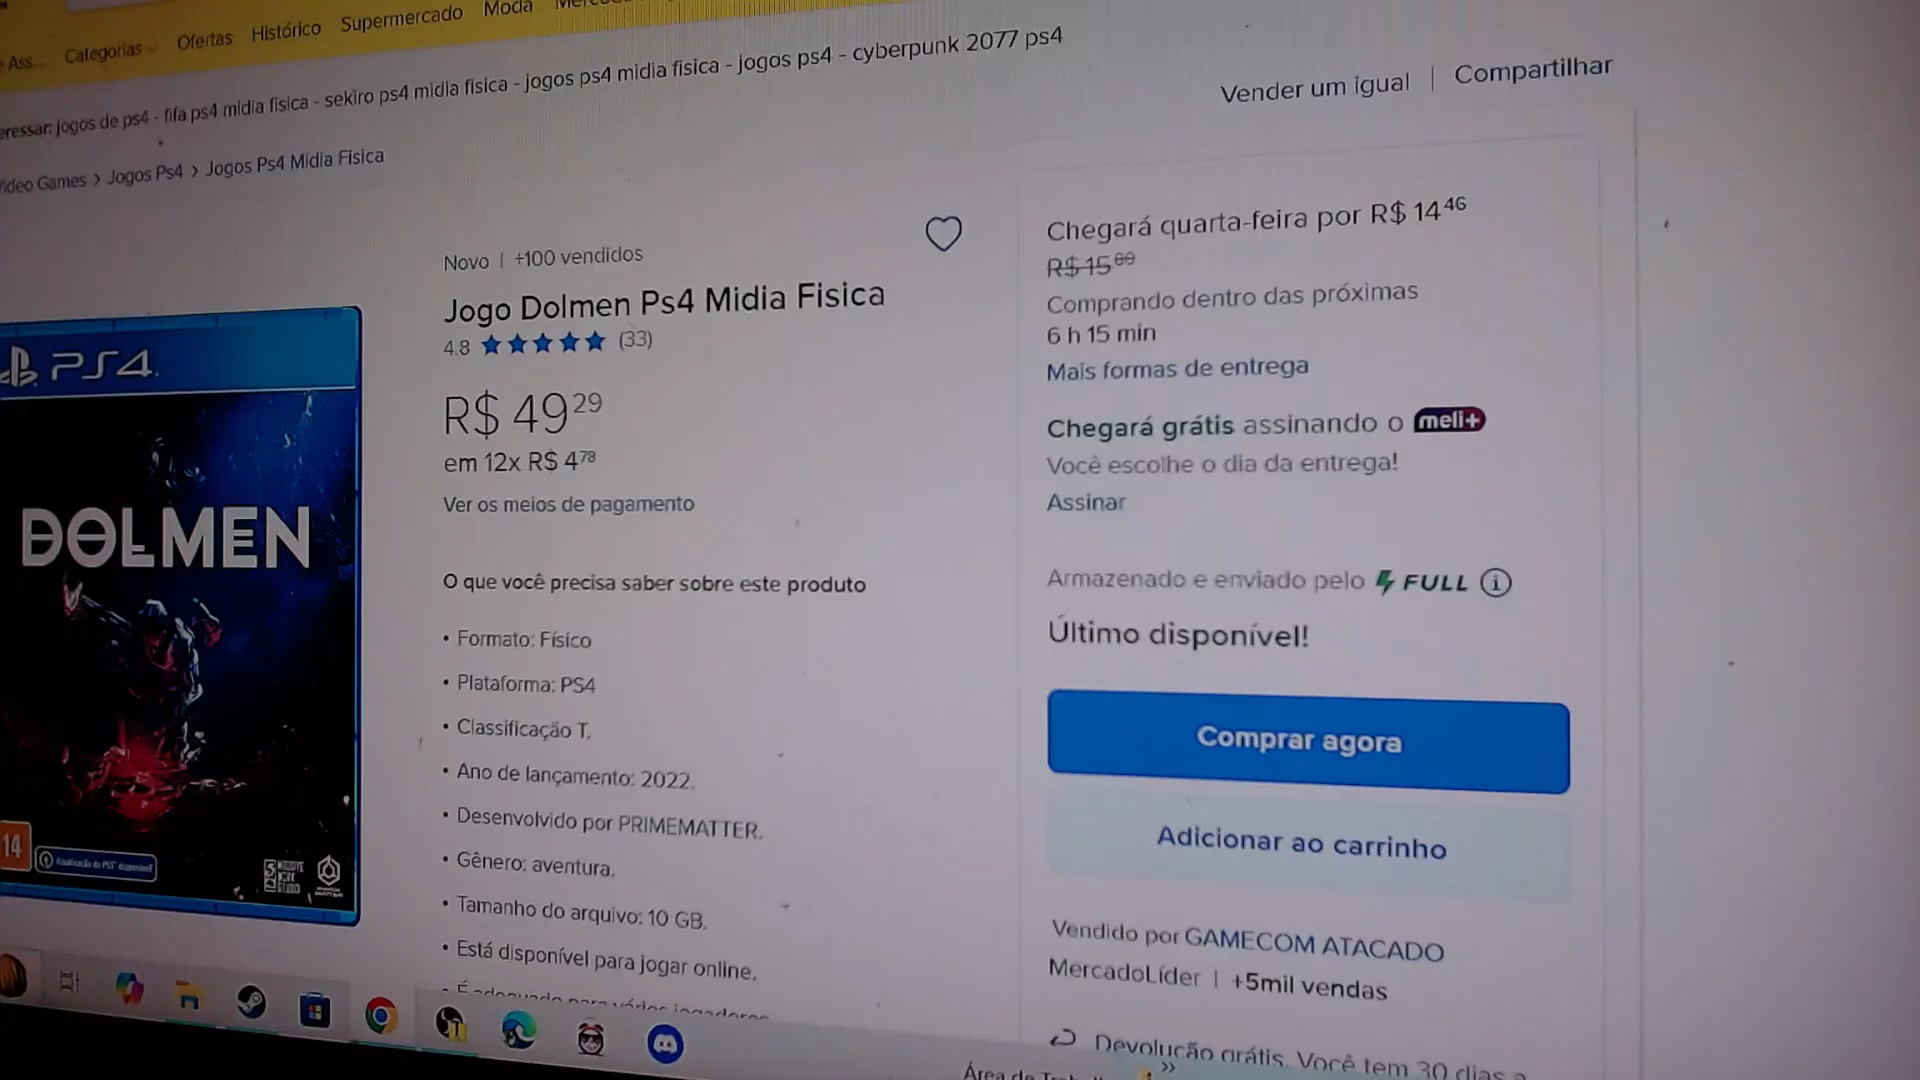 Categorias
Ofertas
Histórico
Supermercado
Moda
jogos de ps4 - fifa ps4 midia fisica - sekiro ps4 midia fisica - jogos ps4 midia fisica - jogos ps4 - cyberpunk 2077 ps4
Vender um igual | Compartilhar
Games > Jogos Ps4 > Jogos Ps4 Midia Fisica
Novo | +100 vendidos
Jogo Dolmen Ps4 Midia Fisica
4.8 (33)
R$ 49 29
em 12x R$ 4 78
Ver os meios de pagamento
O que você precisa saber sobre este produto
• Formato: Físico
• Plataforma: PS4
• Classificação T.
• Ano de lançamento: 2022.
• Desenvolvido por PRIMEMATTER.
• Gênero: aventura.
• Tamanho do arquivo: 10 GB.
• Está disponível para jogar online.
PS4
DOLMEN
14
Chegará quarta-feira por R$ 14 46
Comprando dentro das próximas
6 h 15 min
Mais formas de entrega
Chegará grátis assinando o meli+
Você escolhe o dia da entrega!
Assinar
Armazenado e enviado pelo FULL
Último disponível!
Comprar agora
Adicionar ao carrinho
Vendido por GAMECOM ATACADO
MercadoLíder | +5mil vendas
Devolução grátis. Você tem 30 dias a